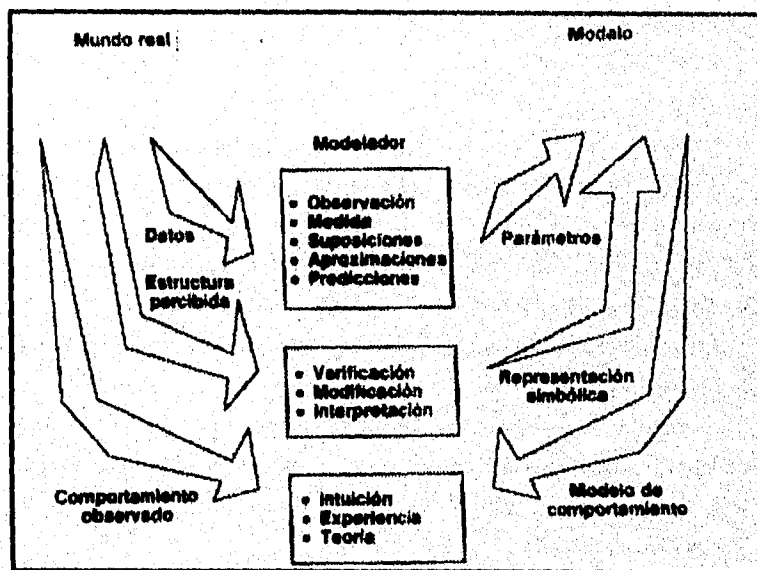 Mundo real
Modelo
Modelador
• Observación
• Medida
• Suposiciones
• Aproximaciones
• Predicciones
Datos
Parámetros
Estructura
percibida
• Verificación
• Modificación
• Interpretación
Representación
simbólica
Comportamiento
observado
• Intuición
• Experiencia
• Teoría
Modelo de
comportamiento